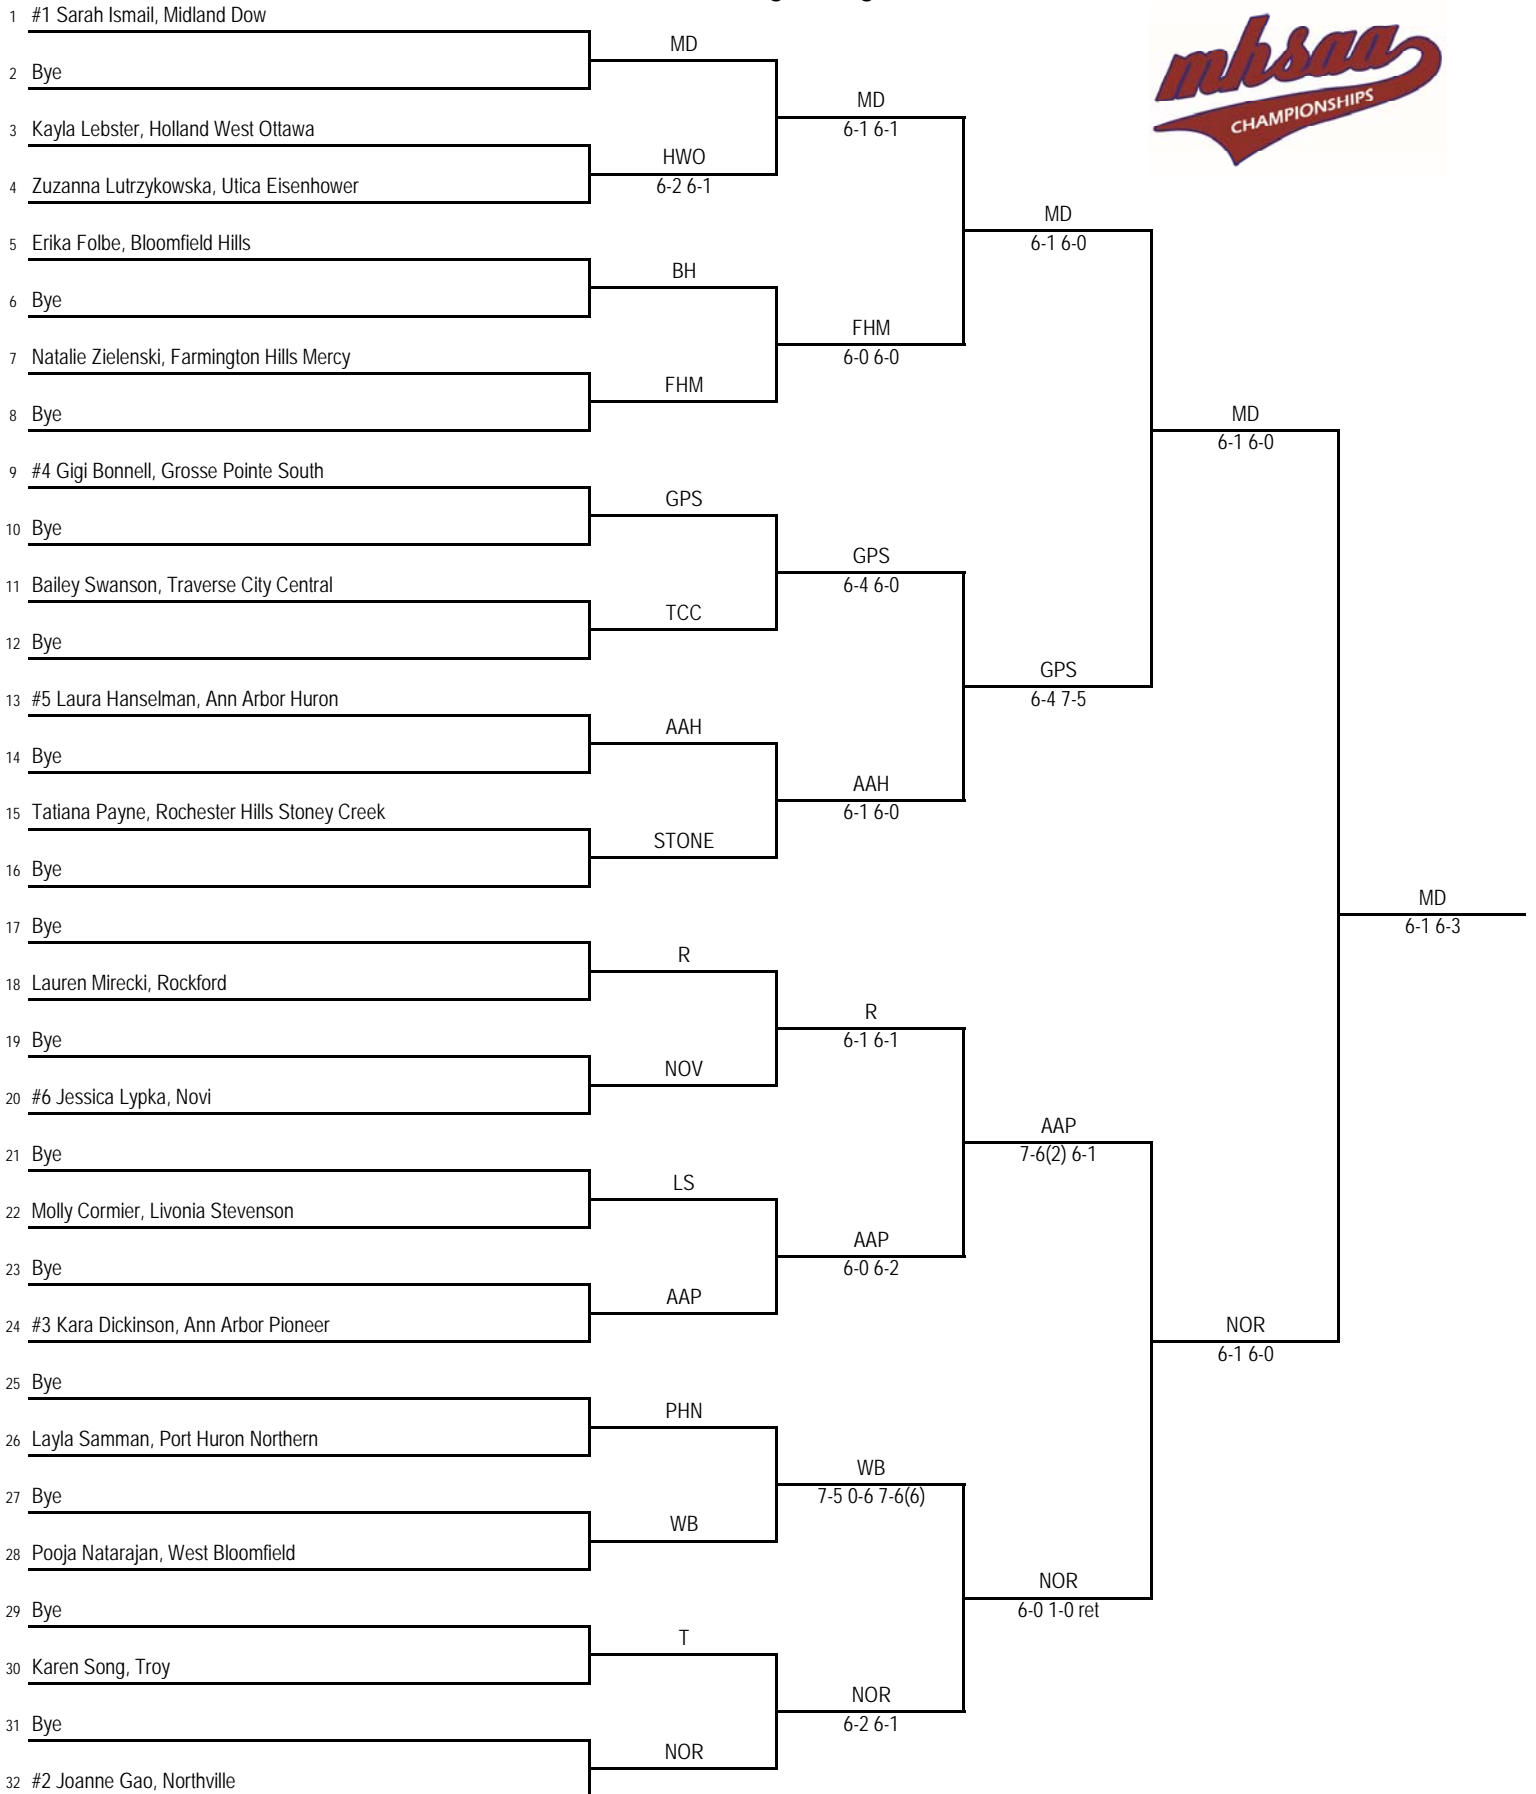 mhsaa
CHAMPIONSHIPS
1 #1 Sarah Ismail, Midland Dow
2 Bye
3 Kayla Lebster, Holland West Ottawa
4 Zuzanna Lutrzykowska, Utica Eisenhower
5 Erika Folbe, Bloomfield Hills
6 Bye
7 Natalie Zielenski, Farmington Hills Mercy
8 Bye
9 #4 Gigi Bonnell, Grosse Pointe South
10 Bye
11 Bailey Swanson, Traverse City Central
12 Bye
13 #5 Laura Hanselman, Ann Arbor Huron
14 Bye
15 Tatiana Payne, Rochester Hills Stoney Creek
16 Bye
17 Bye
18 Lauren Mirecki, Rockford
19 Bye
20 #6 Jessica Lypka, Novi
21 Bye
22 Molly Cormier, Livonia Stevenson
23 Bye
24 #3 Kara Dickinson, Ann Arbor Pioneer
25 Bye
26 Layla Samman, Port Huron Northern
27 Bye
28 Pooja Natarajan, West Bloomfield
29 Bye
30 Karen Song, Troy
31 Bye
32 #2 Joanne Gao, Northville
MD
HWO
6-2 6-1
BH
FHM
GPS
TCC
AAH
STONE
R
NOV
LS
AAP
PHN
WB
T
NOR
MD
6-1 6-1
FHM
6-0 6-0
GPS
6-4 6-0
AAH
6-1 6-0
R
6-1 6-1
AAP
6-0 6-2
WB
7-5 0-6 7-6(6)
NOR
6-2 6-1
MD
6-1 6-0
GPS
6-4 7-5
AAP
7-6(2) 6-1
NOR
6-0 1-0 ret
MD
6-1 6-0
NOR
6-1 6-0
MD
6-1 6-3